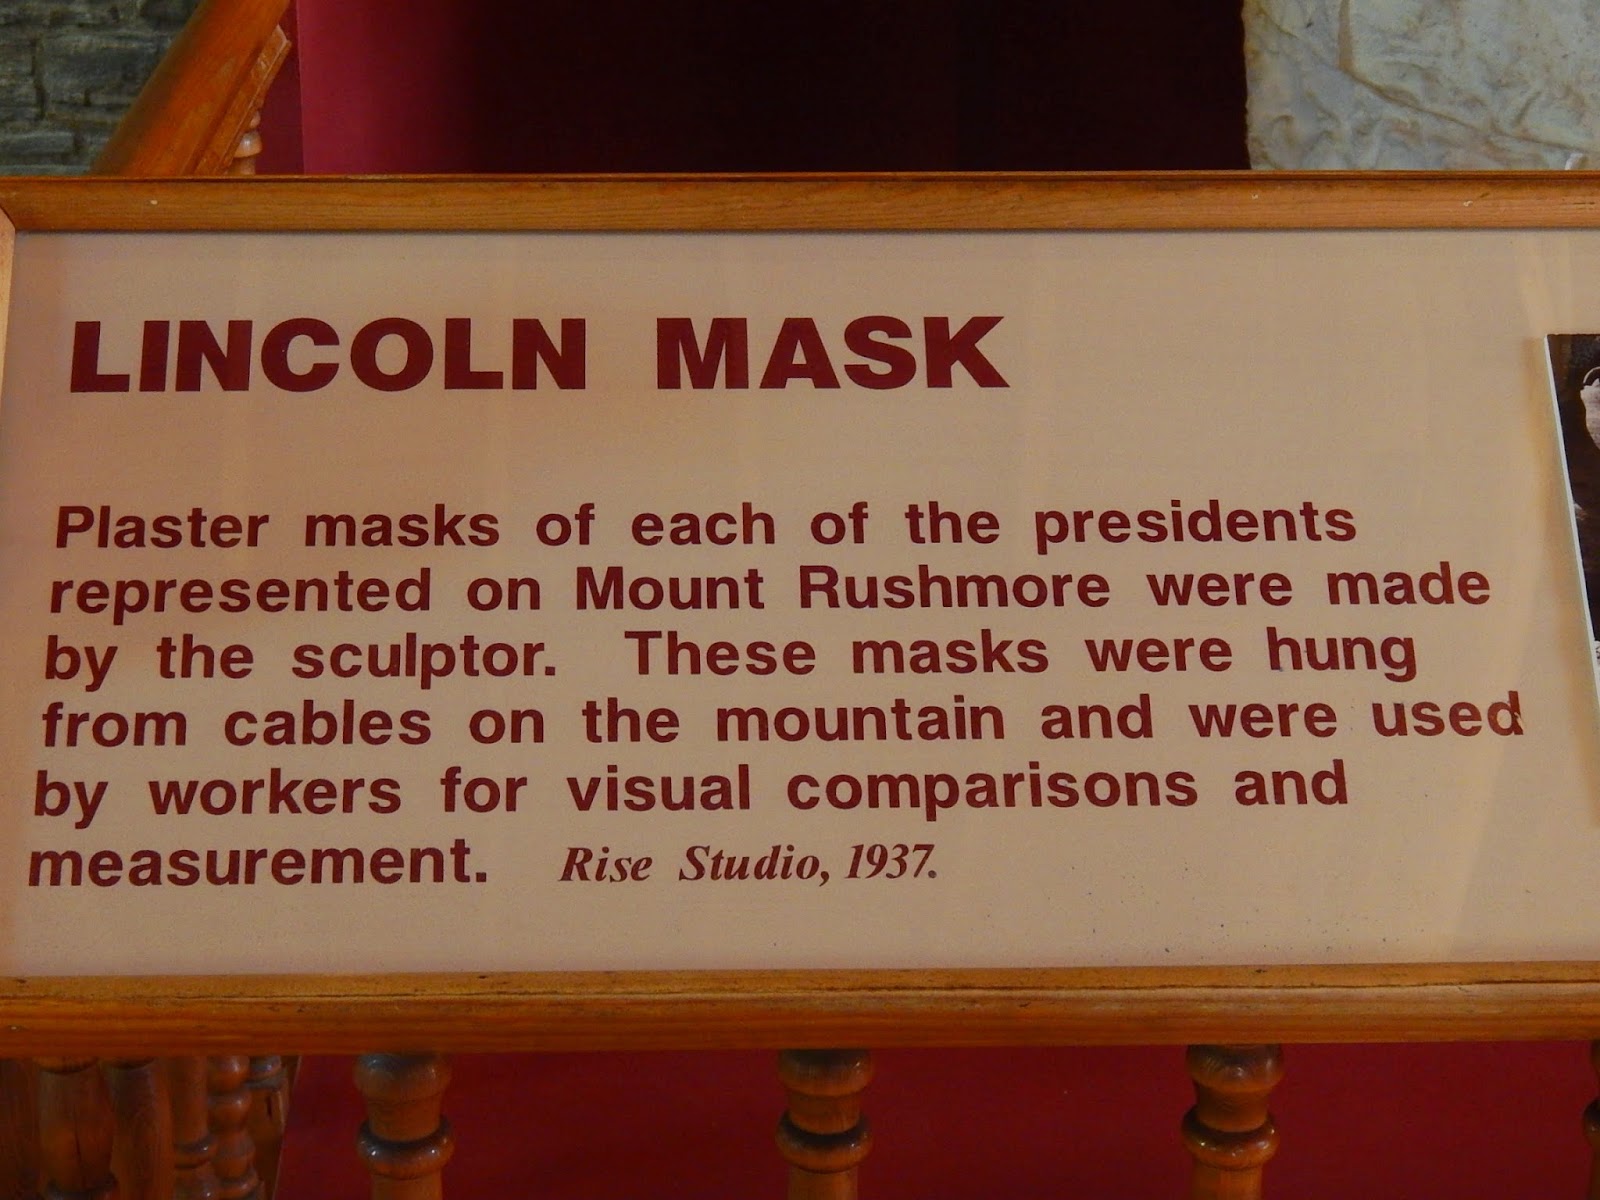 LINCOLN MASK
Plaster masks of each of the presidents
represented on Mount Rushmore were made
by the sculptor. These masks were hung
from cables on the mountain and were used
by workers for visual comparisons and
measurement. Rise Studio, 1937.